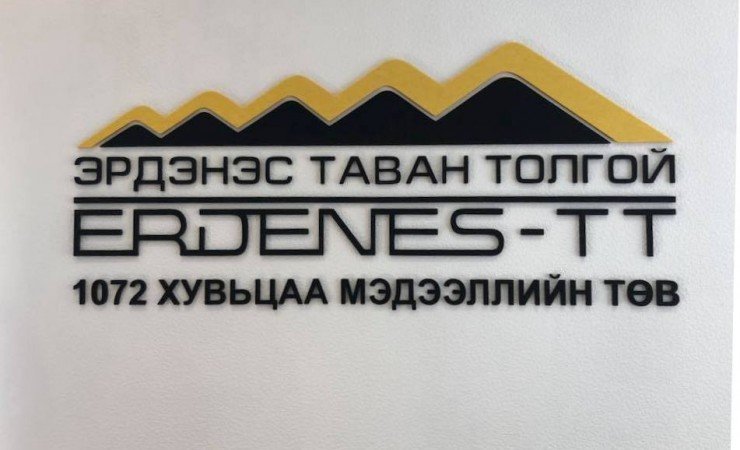 ЭРДЭНЭС ТАВАН ТОЛГОЙ
ERDENES-TT
1072 ХУВЬЦАА МЭДЭЭЛЛИЙН ТӨВ